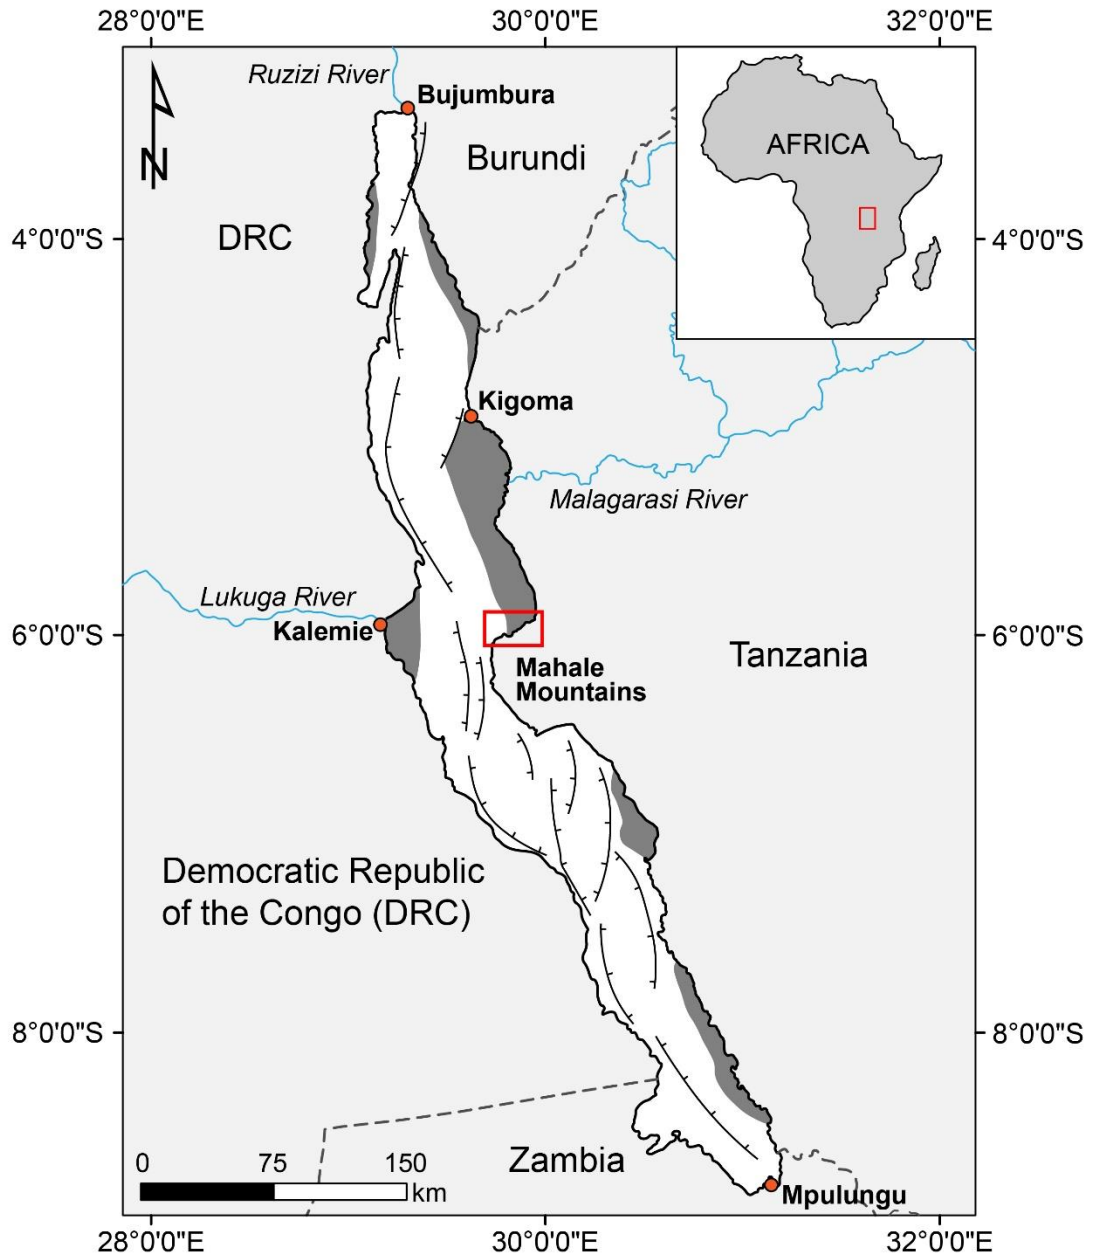 28°0'0"E
30°0'0"E
32°0'0"E
Ruzizi River
Bujumbura
Burundi
AFRICA
N
DRC
4°0'0"S
4°0'0"S
Kigoma
Malagarasi River
Lukuga River
Kalemie
6°0'0"S
6°0'0"S
Tanzania
Mahale
Mountains
Democratic Republic
of the Congo (DRC)
8°0'0"S
8°0'0"S
Zambia
0 75 150
km
Mpulungu
28°0'0"E
30°0'0"E
32°0'0"E